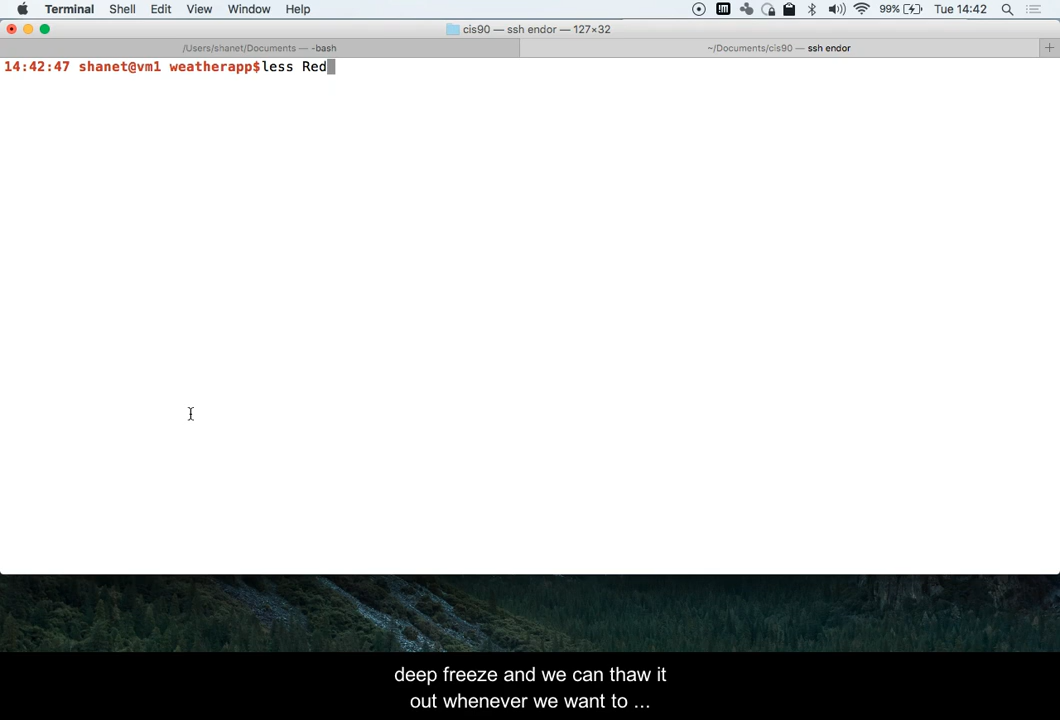 Terminal Shell Edit View Window Help 99% Tue 14:42
cis90 — ssh endor — 127×32
/Users/shanet/Documents — -bash ~/Documents/cis90 — ssh endor +
14:42:47 shanet@vm1 weatherapp$less Red
deep freeze and we can thaw it
out whenever we want to ...